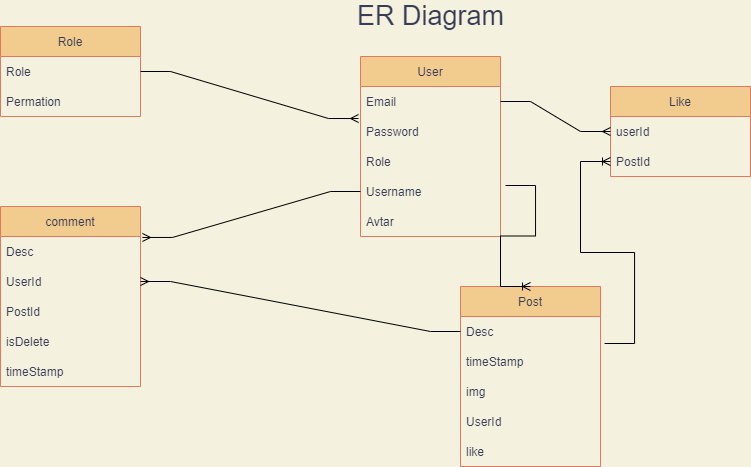 ER Diagram
Role
Role
Permation
User
Email
Password
Role
Username
Avtar
Like
userId
PostId
comment
Desc
UserId
PostId
isDelete
timeStamp
Post
Desc
timeStamp
img
UserId
like